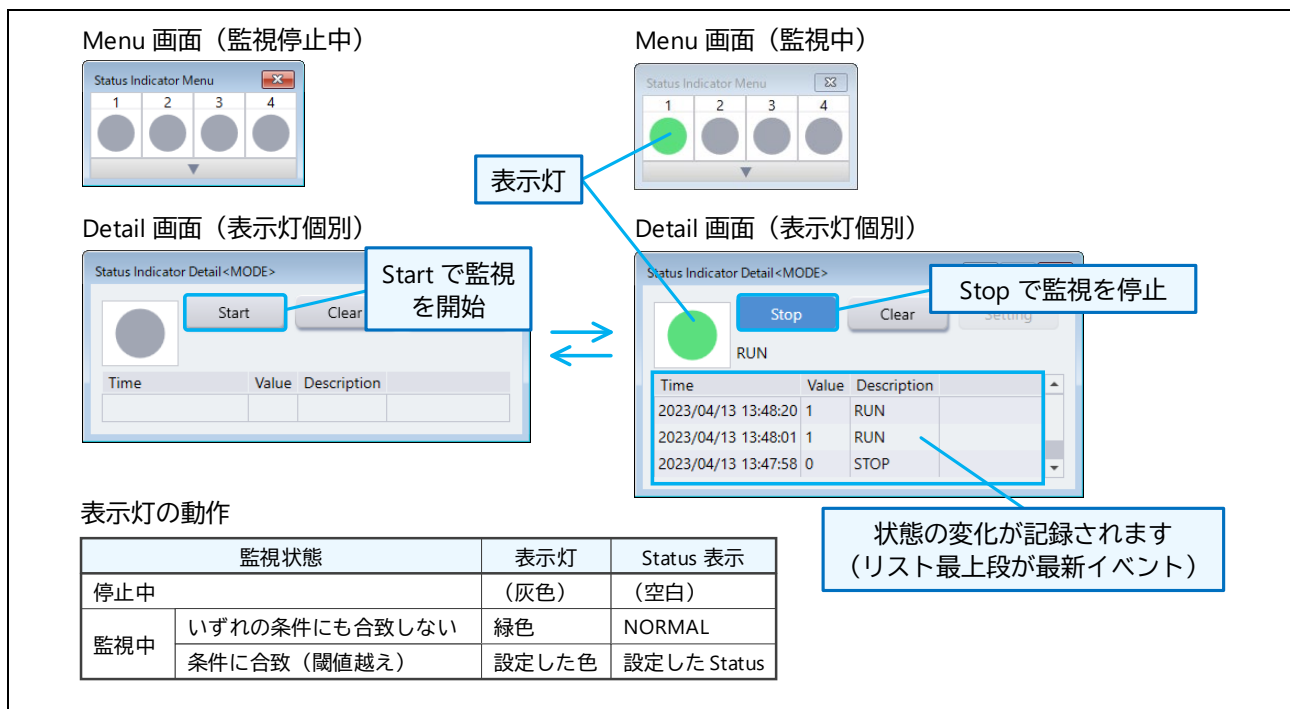 Menu 画面（監視停止中）
Status Indicator Menu
1 2 3 4
▼
Detail 画面（表示灯個別）
Status Indicator Detail<MODE>
Start Clear
Start で監視
を開始
Time Value Description
表示灯
Menu 画面（監視中）
Status Indicator Menu
1 2 3 4
▼
Detail 画面（表示灯個別）
Status Indicator Detail<MODE>
Stop で監視を停止
Stop Clear Setting
RUN
Time Value Description
2023/04/13 13:48:20 1 RUN
2023/04/13 13:48:01 1 RUN
2023/04/13 13:47:58 0 STOP
状態の変化が記録されます
（リスト最上段が最新イベント）
表示灯の動作
監視状態 表示灯 Status 表示
停止中 （灰色） （空白）
監視中 いずれの条件にも合致しない 緑色 NORMAL
条件に合致（閾値越え） 設定した色 設定した Status